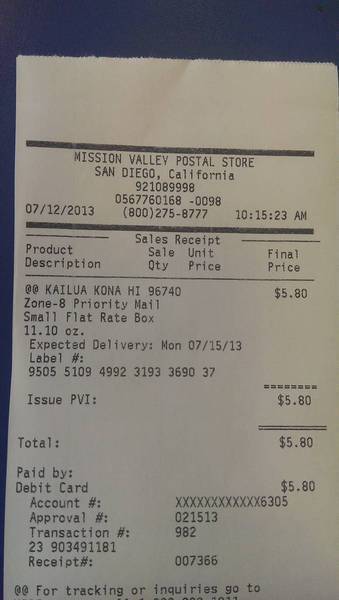 MISSION VALLEY POSTAL STORE
SAN DIEGO, California
921089998
0567760168 -0098
07/12/2013 (800)275-8777 10:15:23 AM
Sales Receipt
Product Sale Unit Final
Description Qty Price Price
@@ KAILUA KONA HI 96740 $5.80
Zone-8 Priority Mail
Small Flat Rate Box
11.10 oz.
Expected Delivery: Mon 07/15/13
Label #:
9505 5109 4992 3193 3690 37
========
Issue PVI: $5.80
Total: $5.80
Paid by:
Debit Card $5.80
Account #: XXXXXXXXXXXX6305
Approval #: 021513
Transaction #: 982
23 903491181
Receipt#: 007366
@@ For tracking or inquiries go to